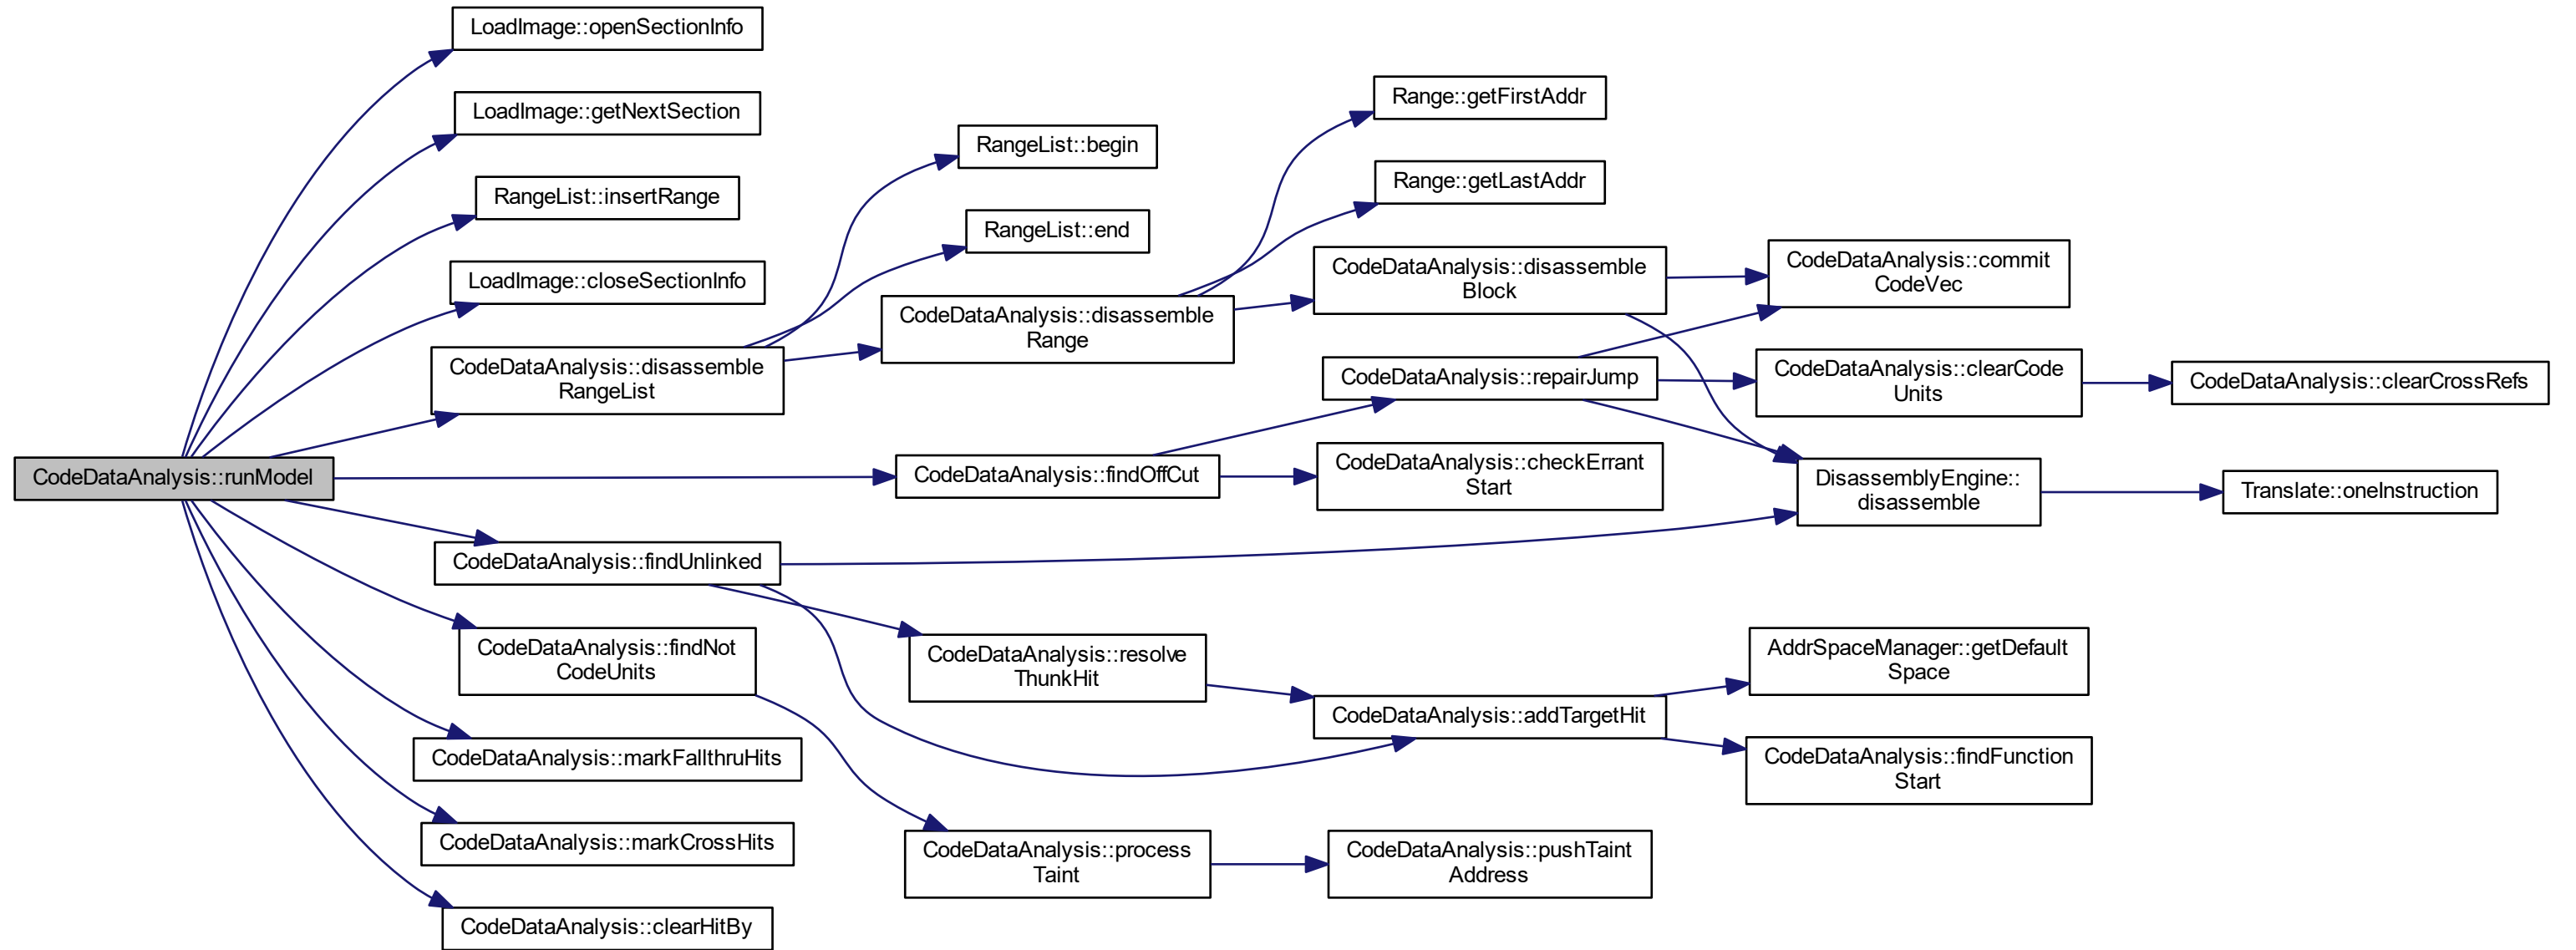 LoadImage::openSectionInfo
LoadImage::getNextSection
RangeList::insertRange
LoadImage::closeSectionInfo
CodeDataAnalysis::disassemble
RangeList
CodeDataAnalysis::runModel
CodeDataAnalysis::findUnlinked
CodeDataAnalysis::findNot
CodeUnits
CodeDataAnalysis::markFallthruHits
CodeDataAnalysis::markCrossHits
CodeDataAnalysis::clearHitBy
RangeList::begin
RangeList::end
CodeDataAnalysis::disassemble
Range
CodeDataAnalysis::findOffCut
CodeDataAnalysis::resolve
ThunkHit
CodeDataAnalysis::process
Taint
Range::getFirstAddr
Range::getLastAddr
CodeDataAnalysis::disassemble
Block
CodeDataAnalysis::repairJump
CodeDataAnalysis::checkErrant
Start
CodeDataAnalysis::addTargetHit
CodeDataAnalysis::pushTaint
Address
CodeDataAnalysis::commit
CodeVec
CodeDataAnalysis::clearCode
Units
DisassemblyEngine::
disassemble
AddrSpaceManager::getDefault
Space
CodeDataAnalysis::findFunction
Start
CodeDataAnalysis::clearCrossRefs
Translate::oneInstruction